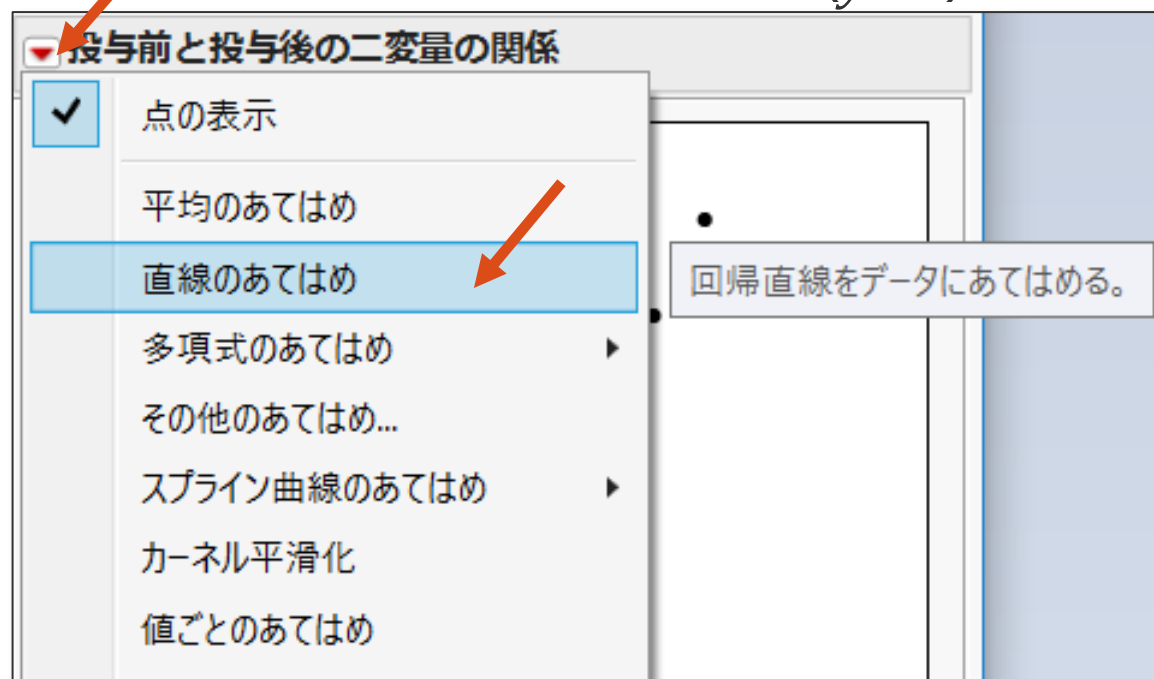 投与前と投与後の二変量の関係
点の表示
平均のあてはめ
直線のあてはめ
回帰直線をデータにあてはめる。
多項式のあてはめ
その他のあてはめ...
スプライン曲線のあてはめ
カーネル平滑化
値ごとのあてはめ